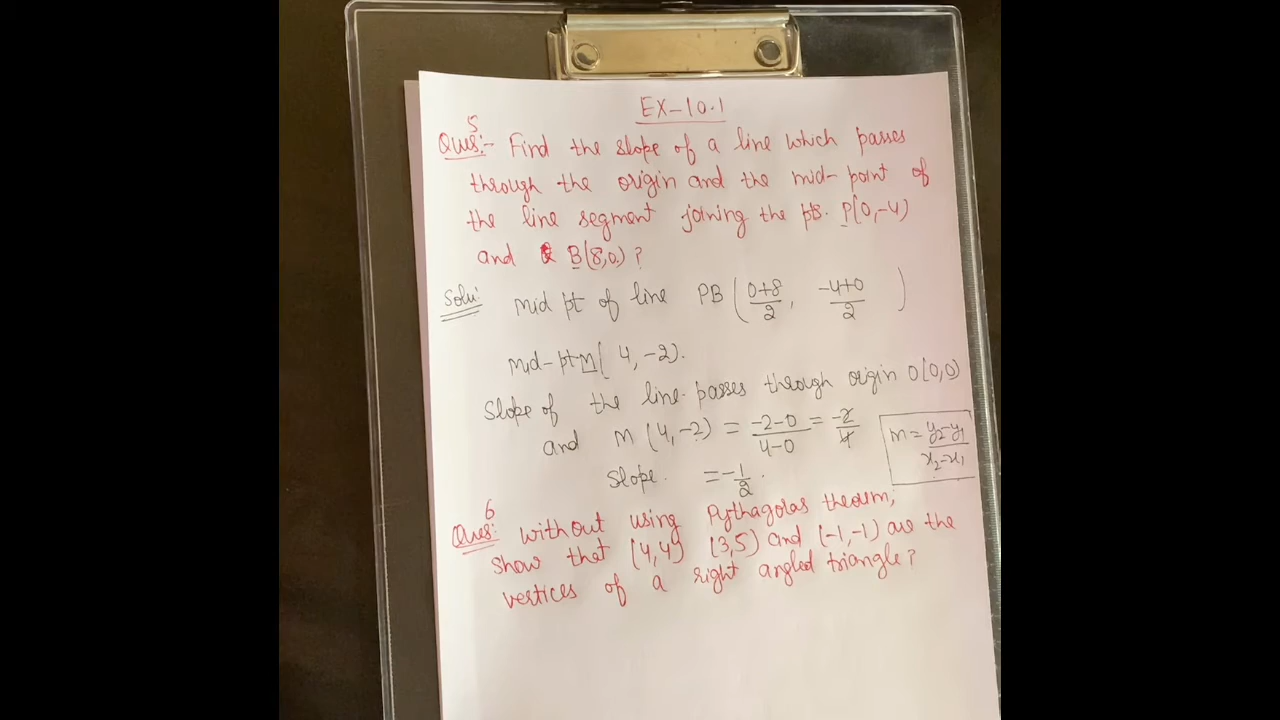 EX-10.1
5
Ques:- Find the slope of a line which passes
through the origin and the mid-point of
the line segment joining the pts. P(0,-4)
and B(8,0)?
Solu: Mid pt of line PB (0+8/2, -4+0/2)
Mid-pt M(4,-2).
Slope of the line passes through origin O(0,0)
and M(4,-2) = -2-0/4-0 = -2/4
m = y2-y1/x2-x1
Slope = -1/2.
6
Ques: without using Pythagoras theorum,
show that (4,4) (3,5) and (-1,-1) are the
vertices of a right angled triangle?